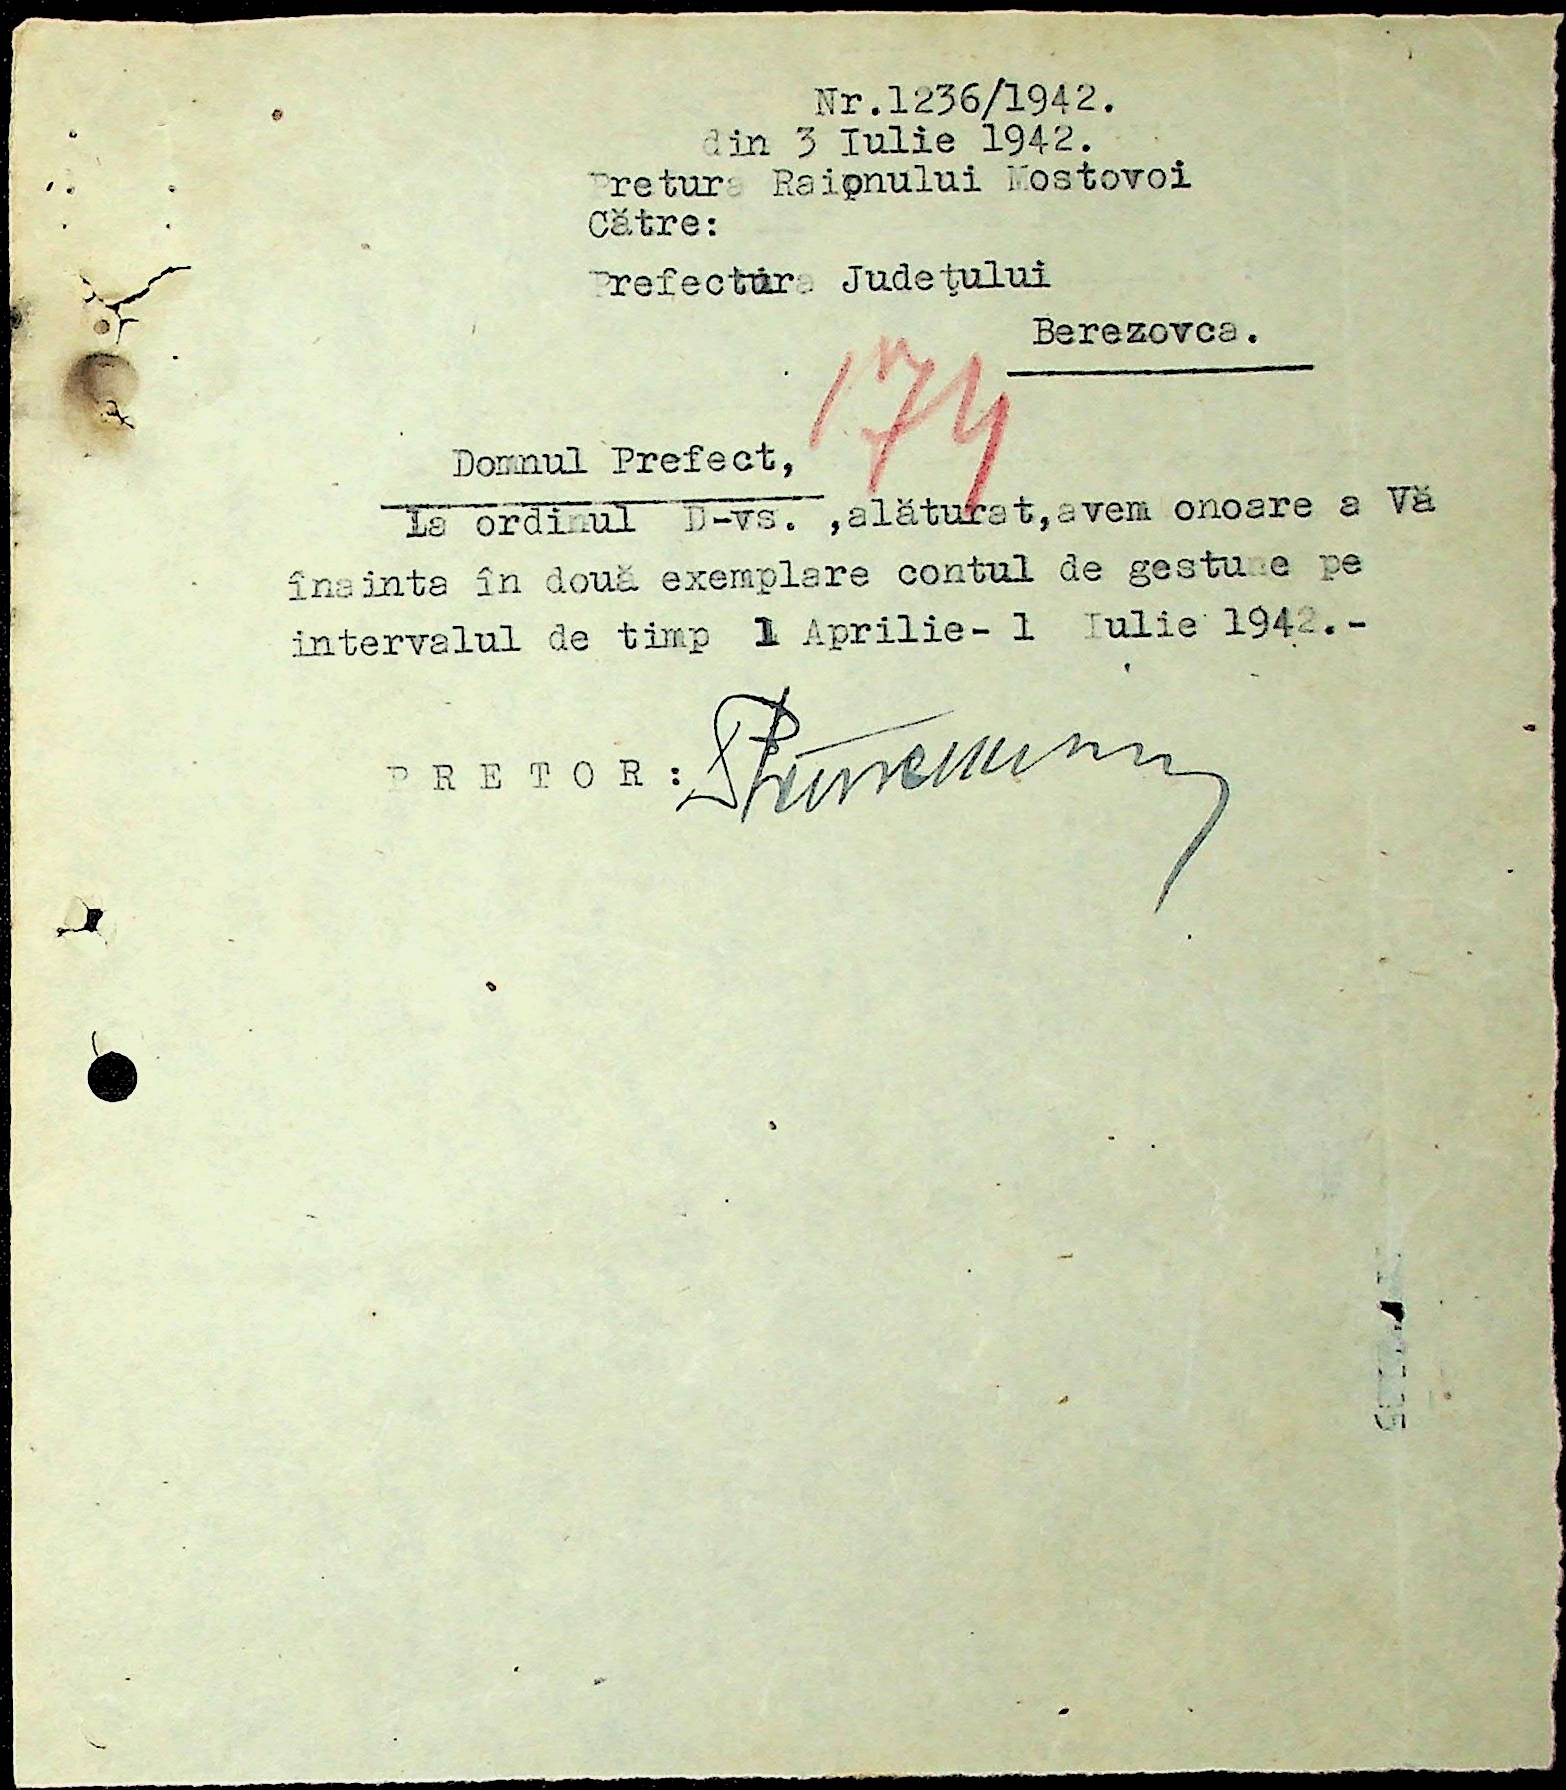 Nr.1236/1942.
din 3 Iulie 1942.
Pretura Raionului Mostovoi
Către:
Prefectura Judeţului
Berezovca.
174
Domnul Prefect,
La ordinul D-vs. ,alăturat,avem onoare a Vă
înainta în două exemplare contul de gestune pe
intervalul de timp 1 Aprilie- 1 Iulie 1942.-
P R E T O R :